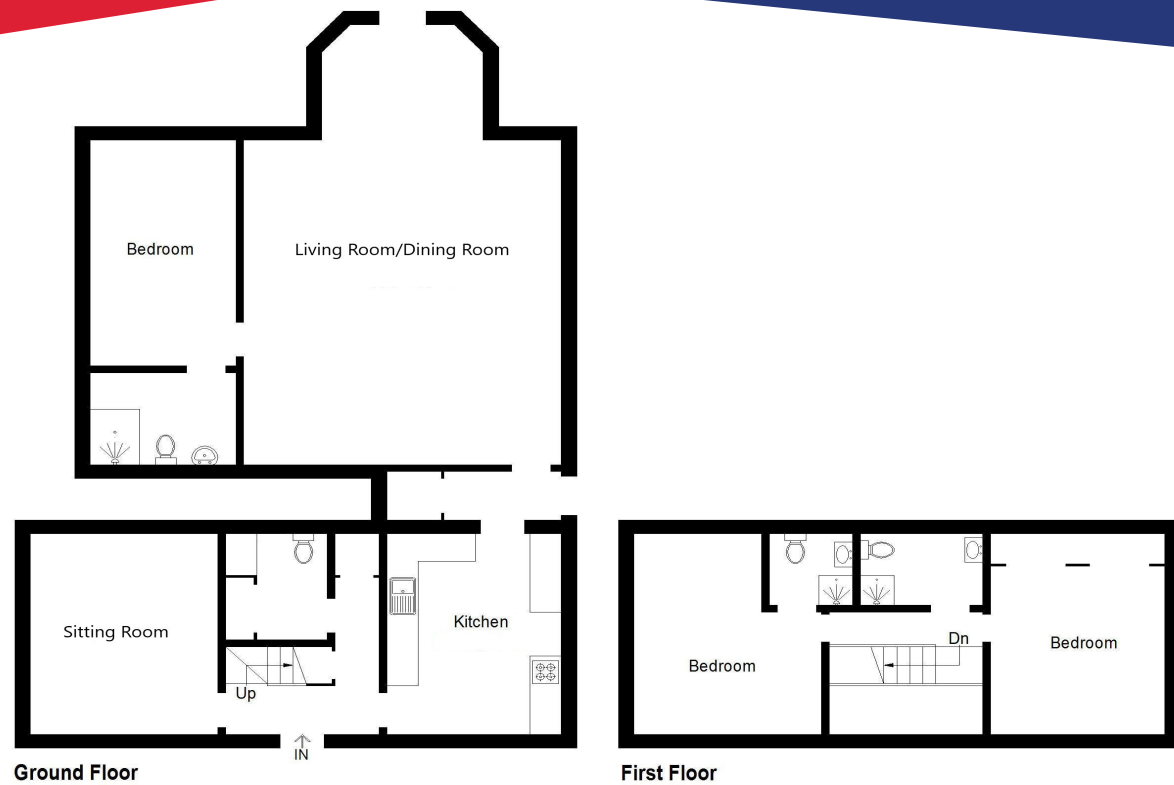 Bedroom
Living Room/Dining Room
Sitting Room
Kitchen
Up
IN
Ground Floor
Bedroom
Dn
Bedroom
First Floor